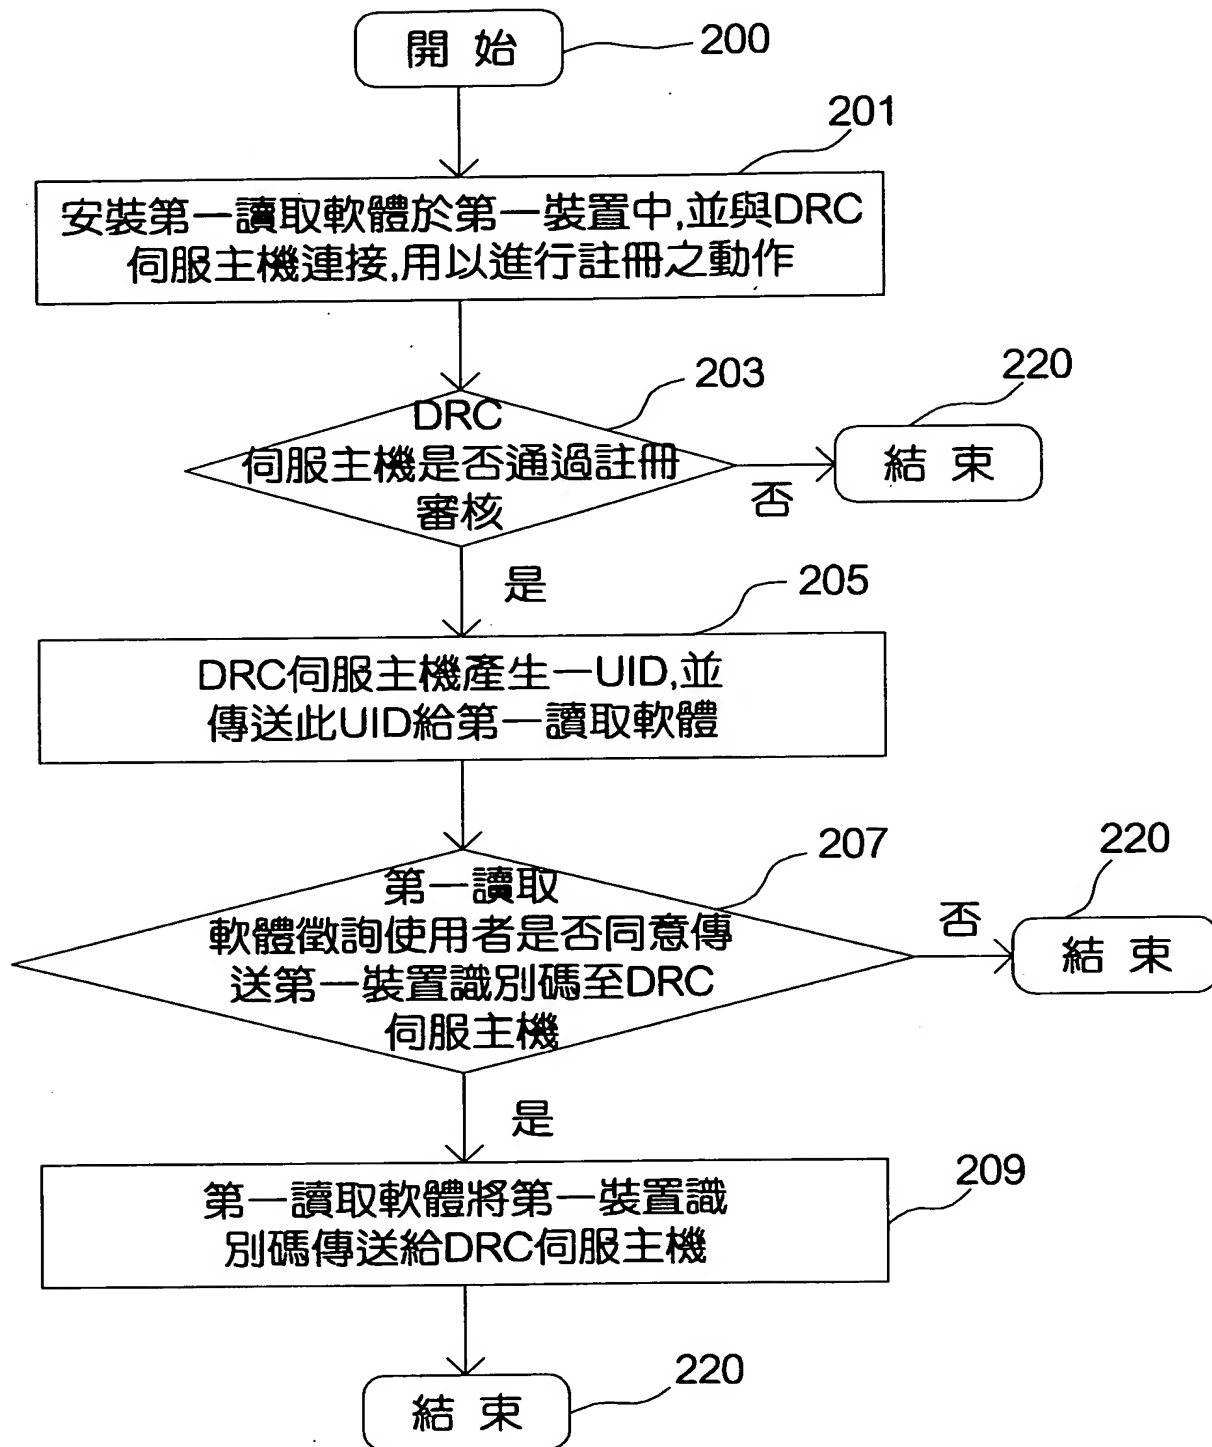 開 始
200
201
安裝第一讀取軟體於第一裝置中,並與DRC
伺服主機連接,用以進行註冊之動作
203
220
DRC
伺服主機是否通過註冊
審核
結 束
否
是
205
DRC伺服主機產生一UID,並
傳送此UID給第一讀取軟體
207
220
第一讀取
軟體徵詢使用者是否同意傳
送第一裝置識別碼至DRC
伺服主機
否
結 束
是
209
第一讀取軟體將第一裝置識
別碼傳送給DRC伺服主機
220
結 束